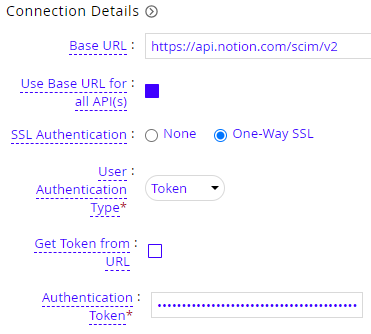 Connection Details
Base URL : https://api.notion.com/scim/v2
Use Base URL for :
all API(s)
SSL Authentication : None One-Way SSL
User :
Authentication
Type* Token
Get Token from :
URL
Authentication :
Token* ••••••••••••••••••••••••••••••••••••••••••